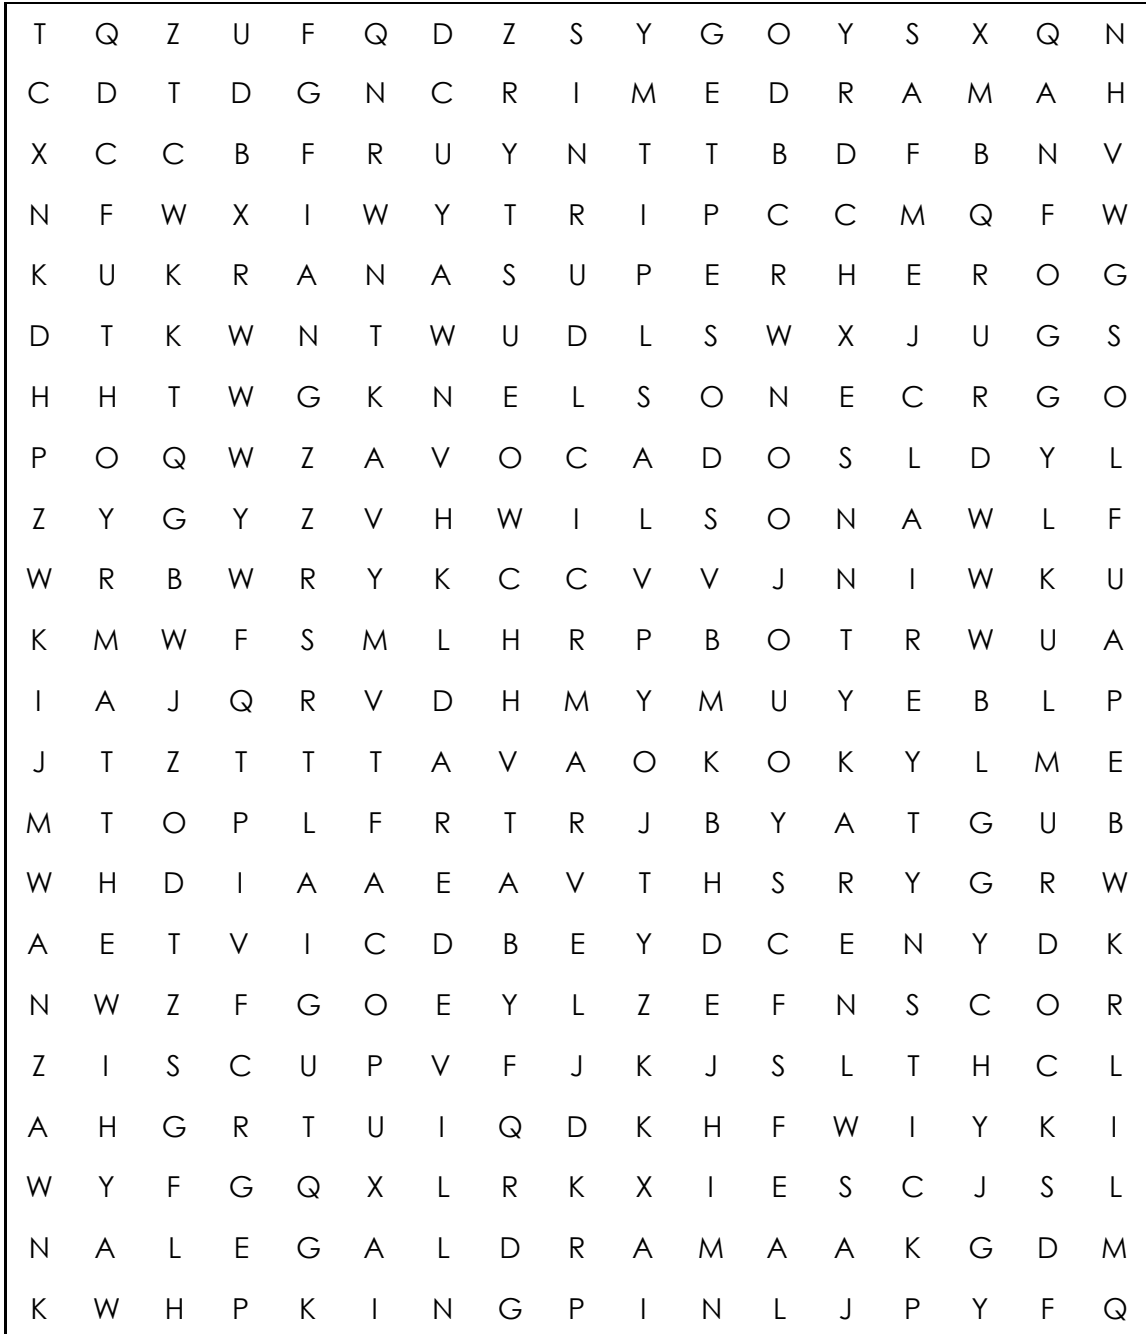 T Q Z U F Q D Z S Y G O Y S X Q N
C D T D G N C R I M E D R A M A H
X C C B F R U Y N T T B D F B N V
N F W X I W Y T R I P C C M Q F W
K U K R A N A S U P E R H E R O G
D T K W N T W U D L S W X J U G S
H H T W G K N E L S O N E C R G O
P O Q W Z A V O C A D O S L D Y L
Z Y G Y Z V H W I L S O N A W L F
W R B W R Y K C C V V J N I W K U
K M W F S M L H R P B O T R W U A
I A J Q R V D H M Y M U Y E B L P
J T Z T T T A V A O K O K Y L M E
M T O P L F R T R J B Y A T G U B
W H D I A A E A V T H S R Y G R W
A E T V I C D B E Y D C E N Y D K
N W Z F G O E Y L Z E F N S C O R
Z I S C U P V F J K J S L T H C L
A H G R T U I Q D K H F W I Y K I
W Y F G Q X L R K X I E S C J S L
N A L E G A L D R A M A A K G D M
K W H P K I N G P I N L J P Y F Q